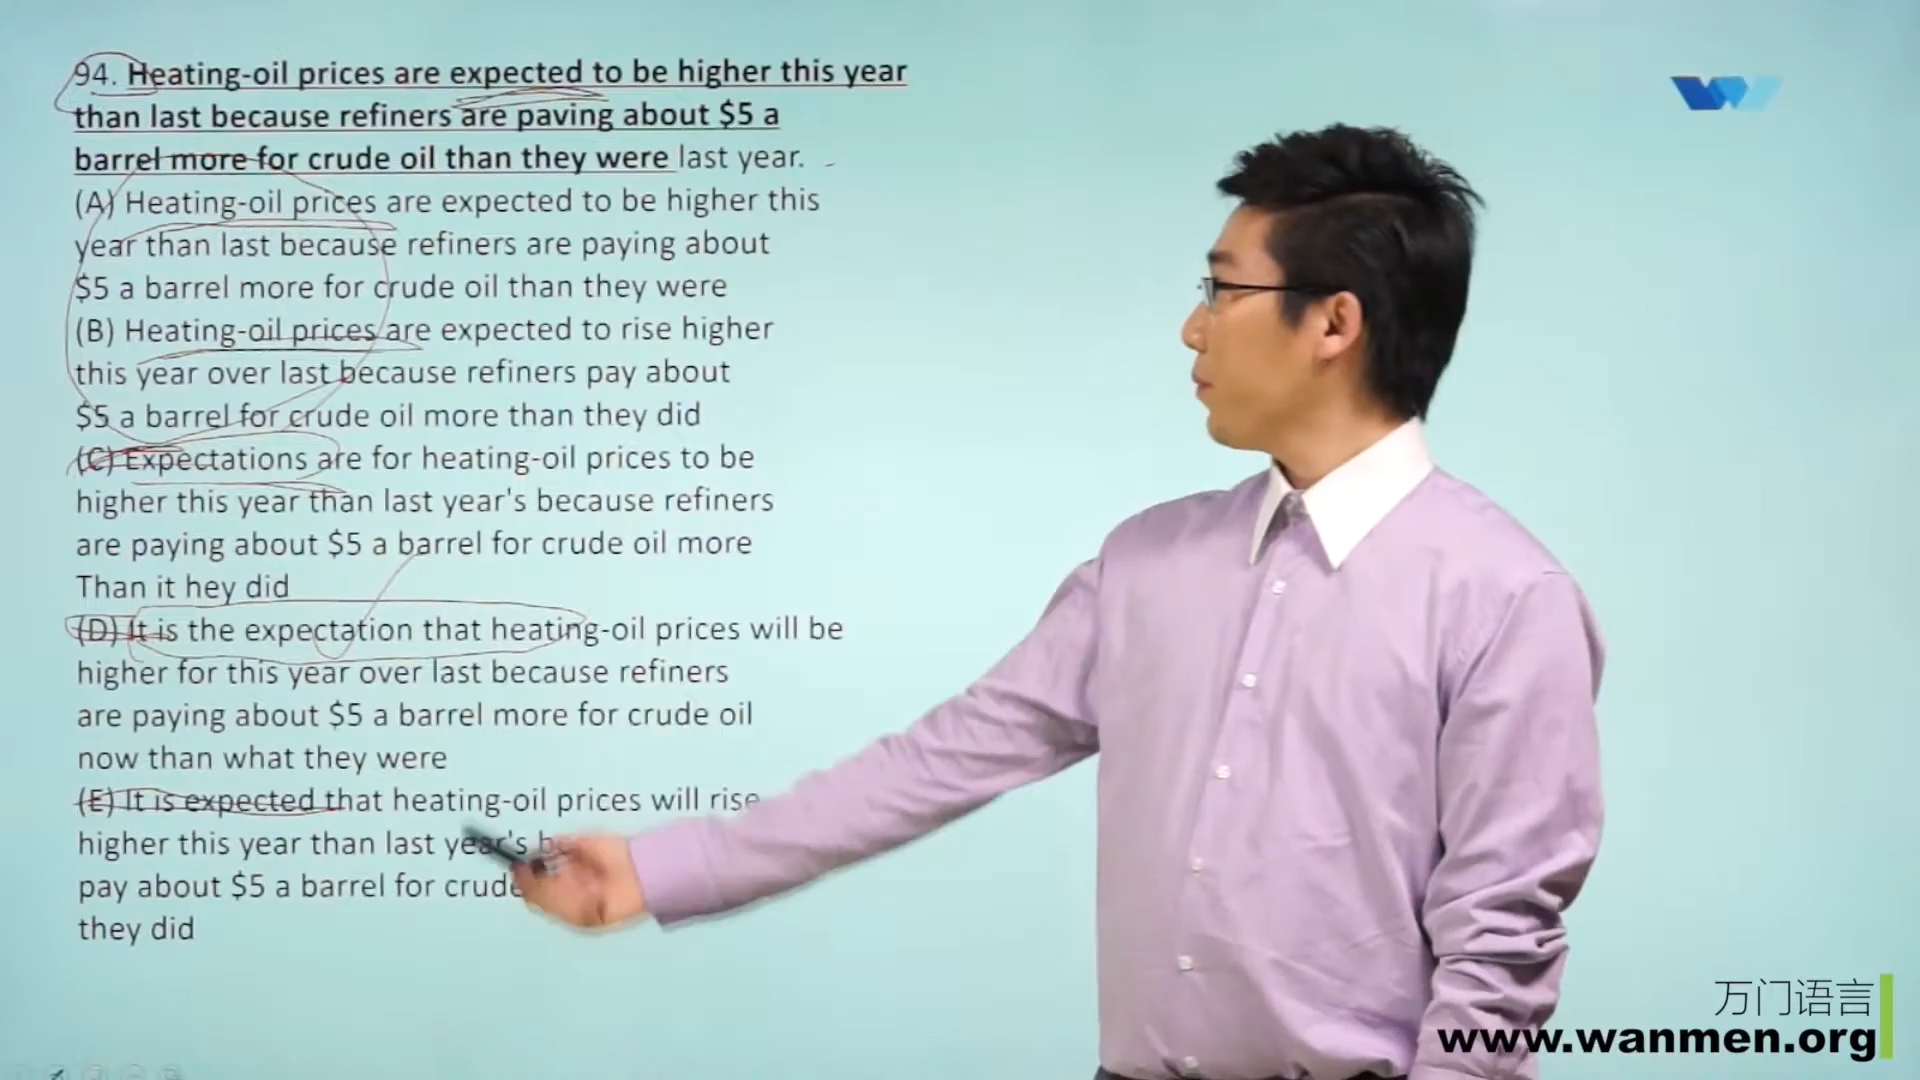 94. Heating-oil prices are expected to be higher this year
than last because refiners are paving about $5 a
barrel more for crude oil than they were last year.
(A) Heating-oil prices are expected to be higher this
year than last because refiners are paying about
$5 a barrel more for crude oil than they were
(B) Heating-oil prices are expected to rise higher
this year over last because refiners pay about
$5 a barrel for crude oil more than they did
(C) Expectations are for heating-oil prices to be
higher this year than last year's because refiners
are paying about $5 a barrel for crude oil more
Than it hey did
(D) It is the expectation that heating-oil prices will be
higher for this year over last because refiners
are paying about $5 a barrel more for crude oil
now than what they were
(E) It is expected that heating-oil prices will rise
higher this year than last year's
pay about $5 a barrel for crude
they did
万门语言
www.wanmen.org